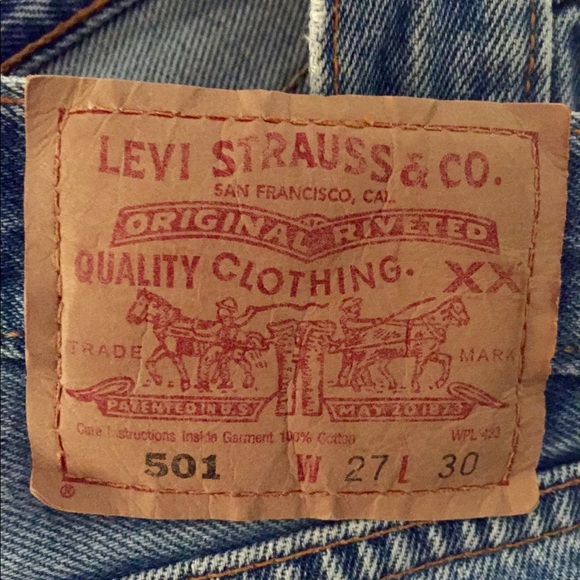 LEVI STRAUSS & CO.
SAN FRANCISCO, CAL.
ORIGINAL RIVETED
QUALITY CLOTHING. XX
TRADE MARK
PATENTED IN U.S. MAY 20 1873
Care Instructions Inside Garment 100% Cotton WPL 423
501 W 27 L 30
®